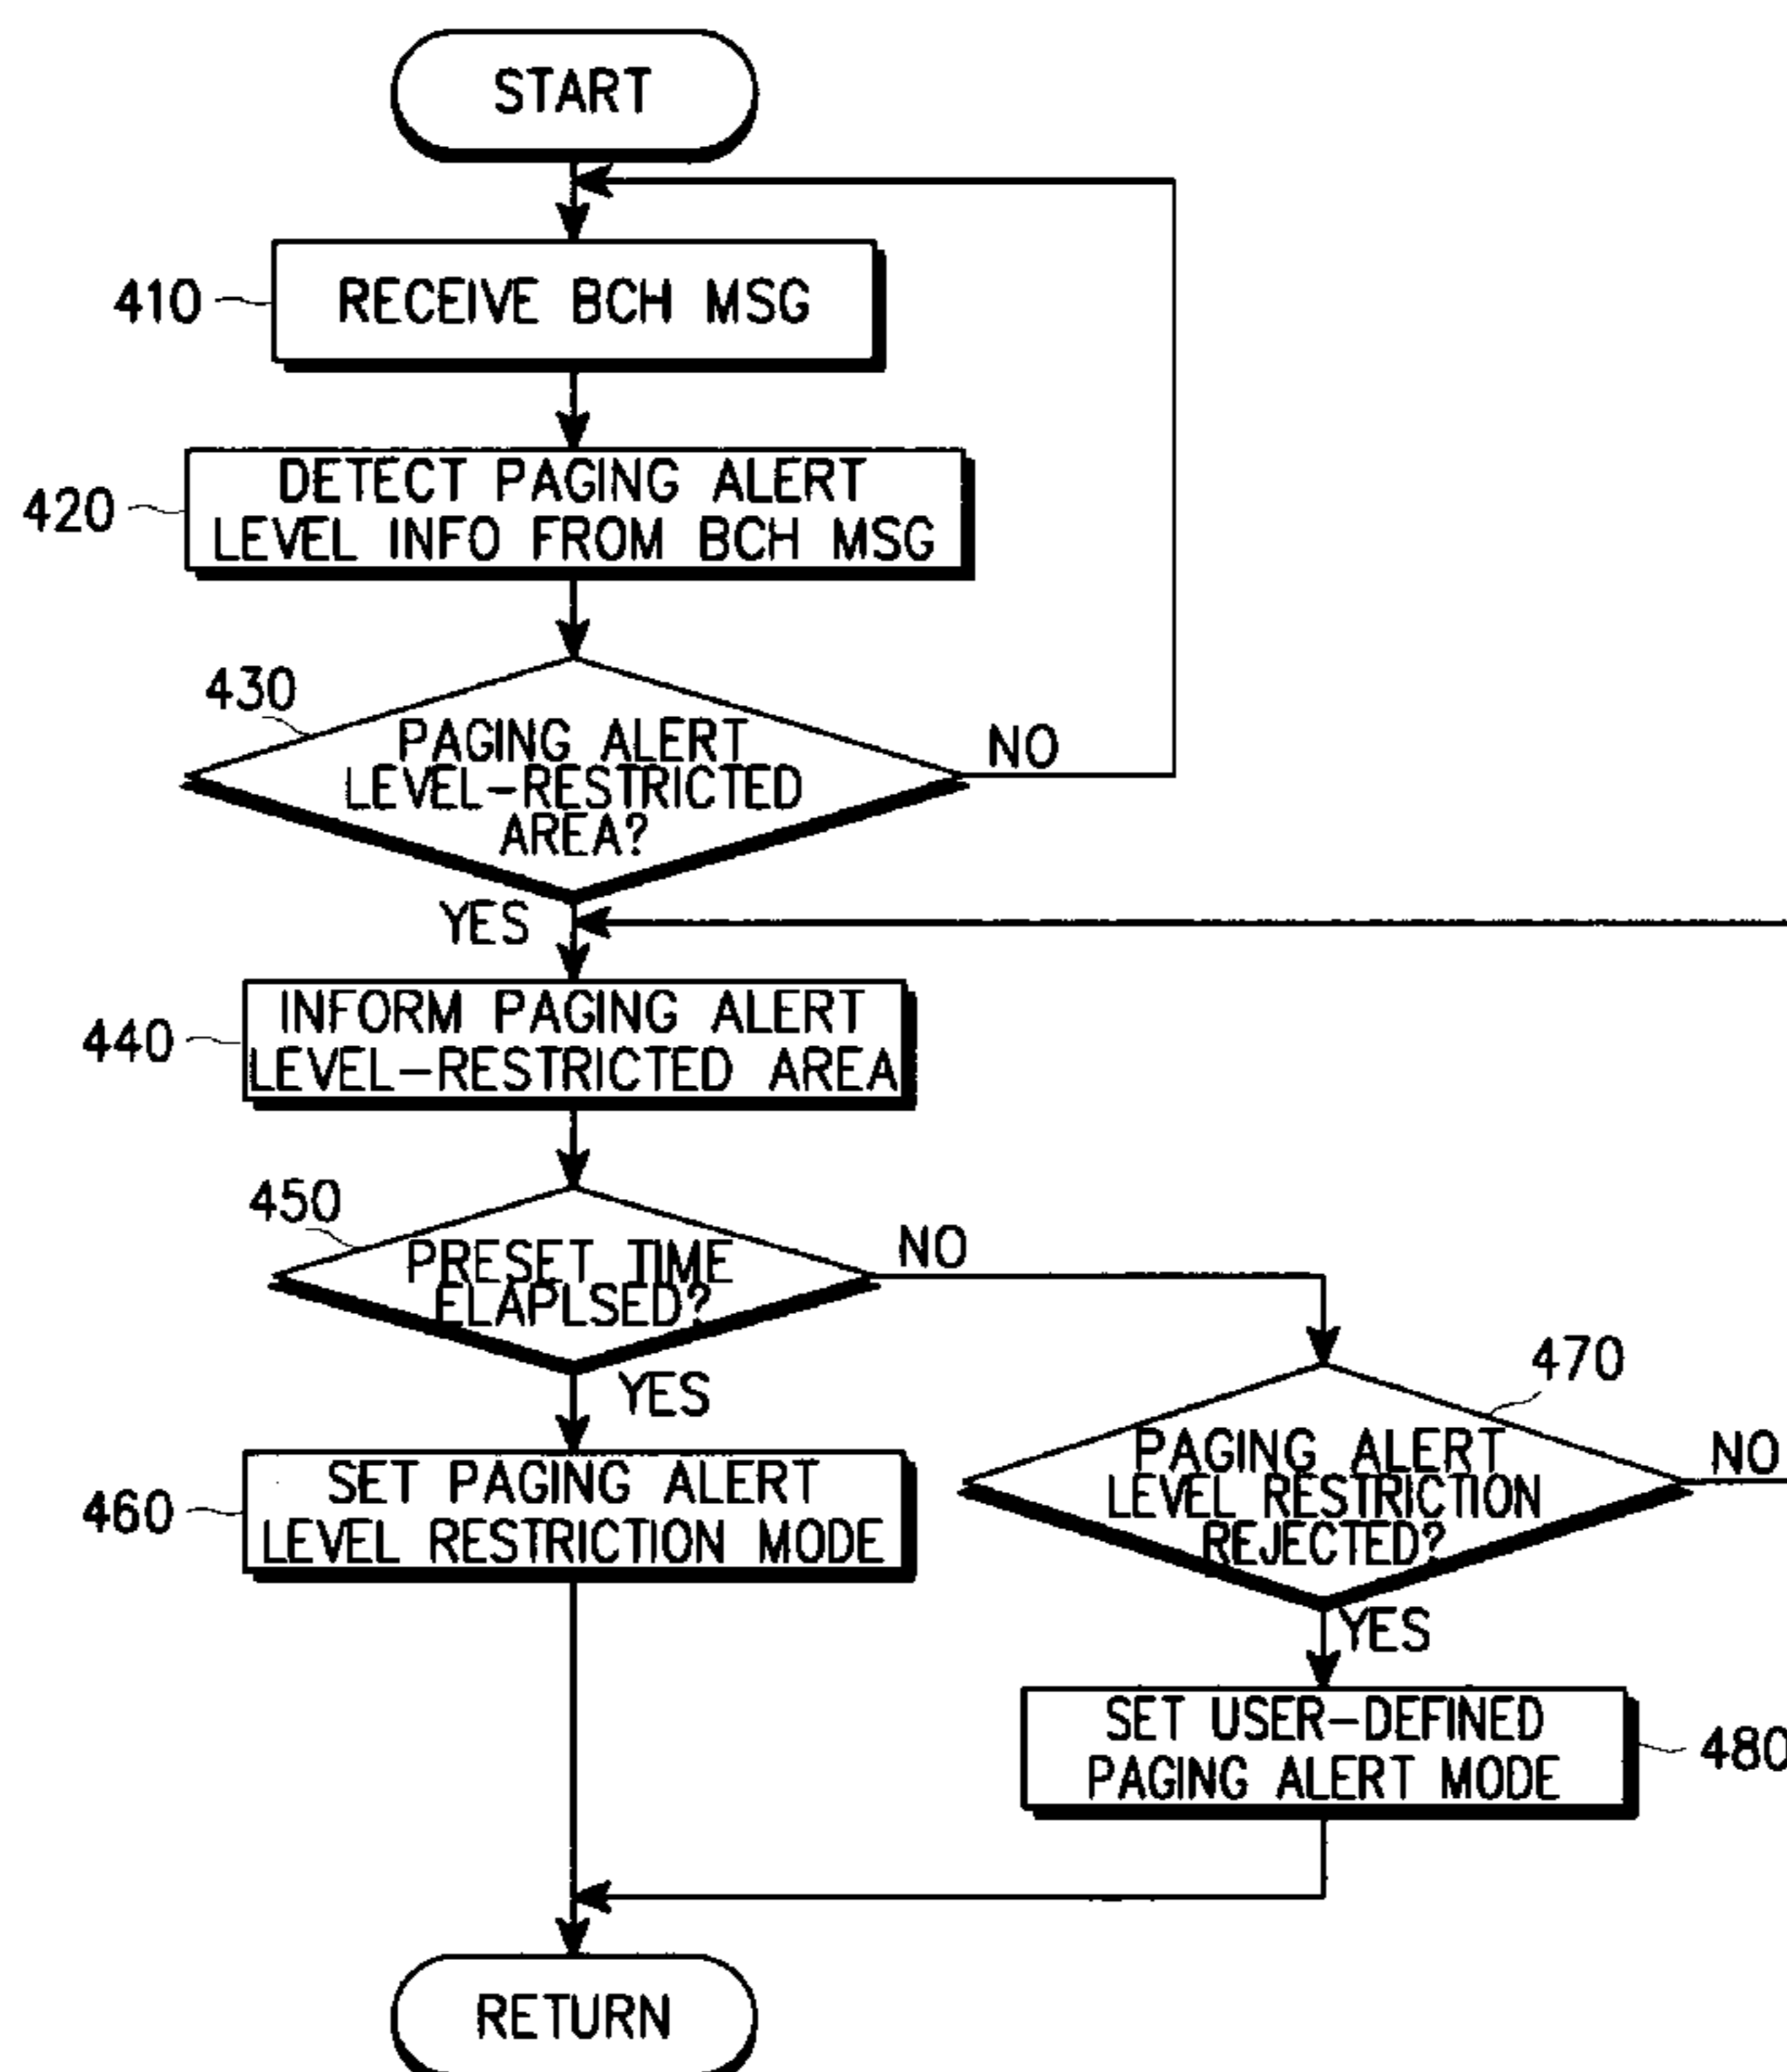 START
410
RECEIVE BCH MSG
420
DETECT PAGING ALERT
LEVEL INFO FROM BCH MSG
430
PAGING ALERT
LEVEL-RESTRICTED
AREA?
NO
YES
440
INFORM PAGING ALERT
LEVEL-RESTRICTED AREA
450
PRESET TIME
ELAPLSED?
NO
YES
460
SET PAGING ALERT
LEVEL RESTRICTION MODE
470
PAGING ALERT
LEVEL RESTRICTION
REJECTED?
NO
YES
SET USER-DEFINED
PAGING ALERT MODE
480
RETURN